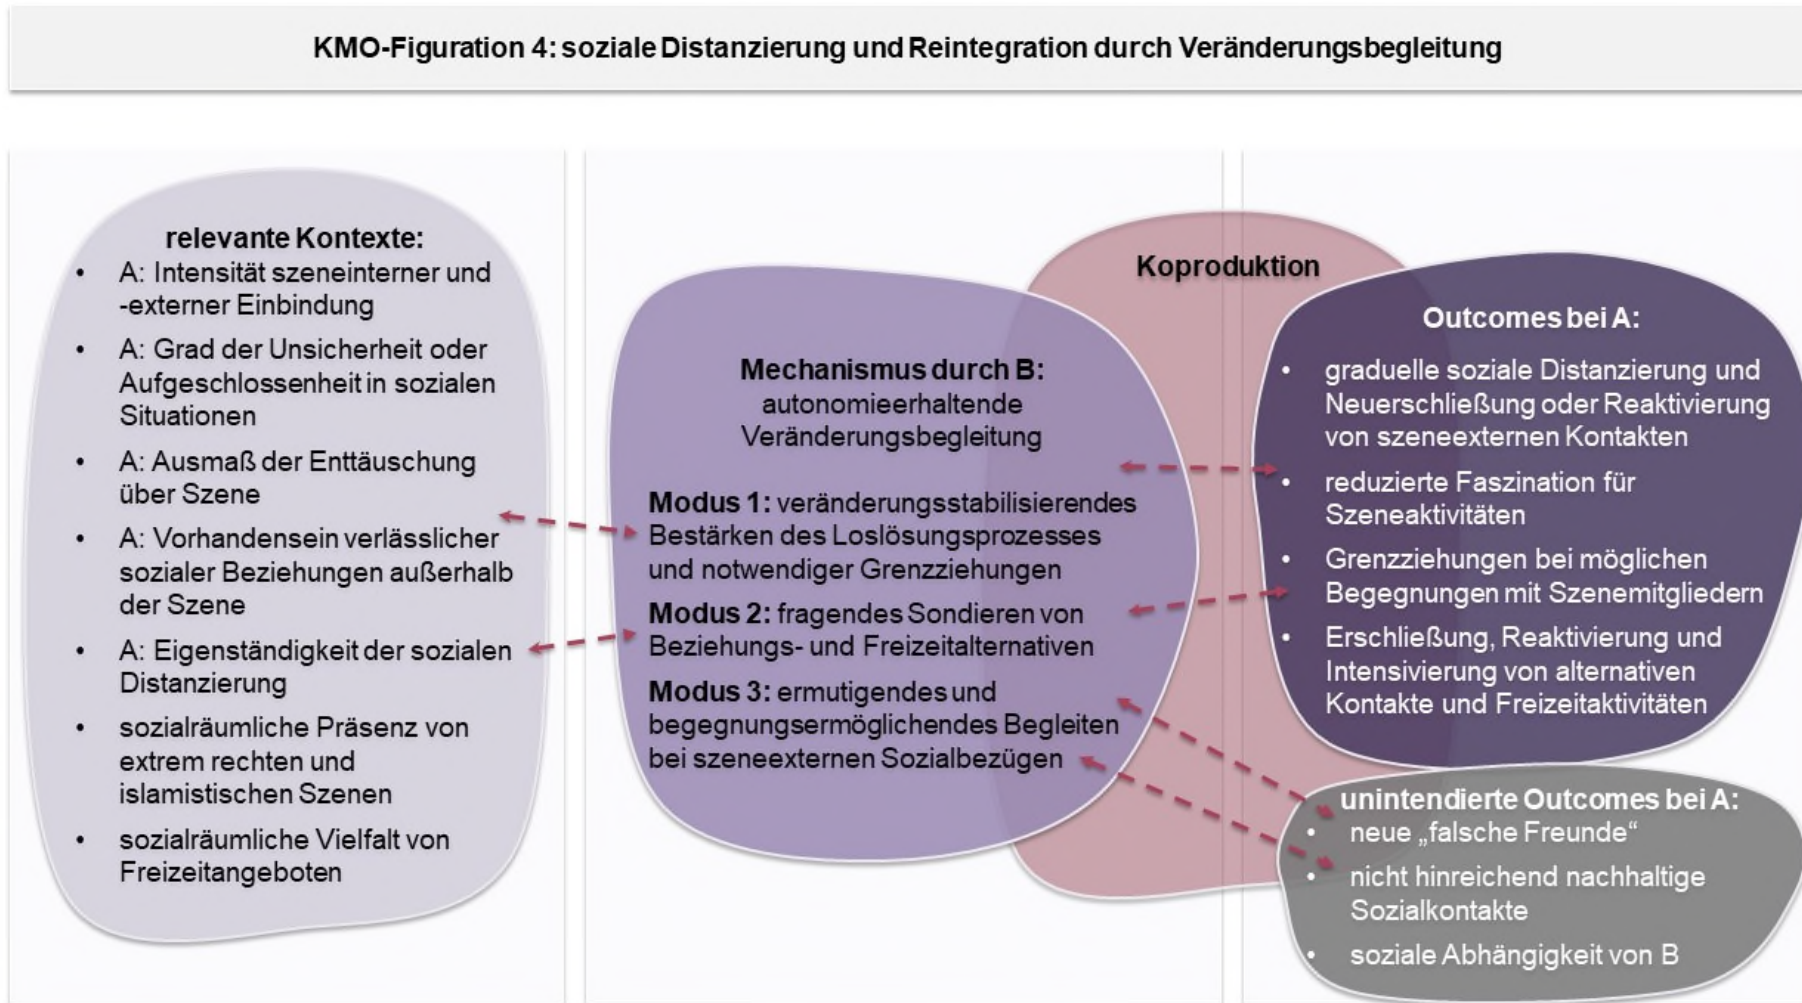 KMO-Figuration 4: soziale Distanzierung und Reintegration durch Veränderungsbegleitung
relevante Kontexte:
• A: Intensität szeneinterner und
-externer Einbindung
• A: Grad der Unsicherheit oder
Aufgeschlossenheit in sozialen
Situationen
• A: Ausmaß der Enttäuschung
über Szene
• A: Vorhandensein verlässlicher
sozialer Beziehungen außerhalb
der Szene
• A: Eigenständigkeit der sozialen
Distanzierung
• sozialräumliche Präsenz von
extrem rechten und
islamistischen Szenen
• sozialräumliche Vielfalt von
Freizeitangeboten
Mechanismus durch B:
autonomieerhaltende
Veränderungsbegleitung
Modus 1: veränderungsstabilisierendes
Bestärken des Loslösungsprozesses
und notwendiger Grenzziehungen
Modus 2: fragendes Sondieren von
Beziehungs- und Freizeitalternativen
Modus 3: ermutigendes und
begegnungsermöglichendes Begleiten
bei szeneexternen Sozialbezügen
Koproduktion
Outcomes bei A:
• graduelle soziale Distanzierung und
Neuerschließung oder Reaktivierung
von szeneexternen Kontakten
• reduzierte Faszination für
Szeneaktivitäten
• Grenzziehungen bei möglichen
Begegnungen mit Szenemitgliedern
• Erschließung, Reaktivierung und
Intensivierung von alternativen
Kontakte und Freizeitaktivitäten
unintendierte Outcomes bei A:
• neue „falsche Freunde“
• nicht hinreichend nachhaltige
Sozialkontakte
• soziale Abhängigkeit von B